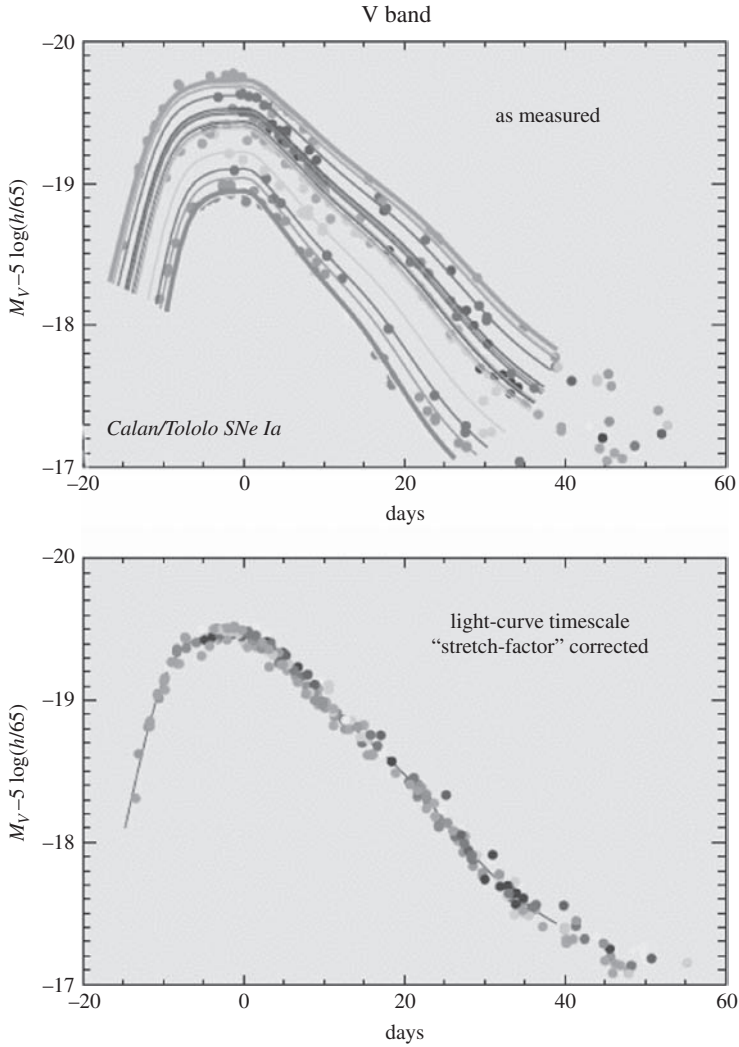 V band
−20
−19
−18
−17
M_V−5 log(h/65)
as measured
Calan/Tololo SNe Ia
−20 0 20 40 60
days
−20
−19
−18
−17
M_V−5 log(h/65)
light-curve timescale
“stretch-factor” corrected
−20 0 20 40 60
days